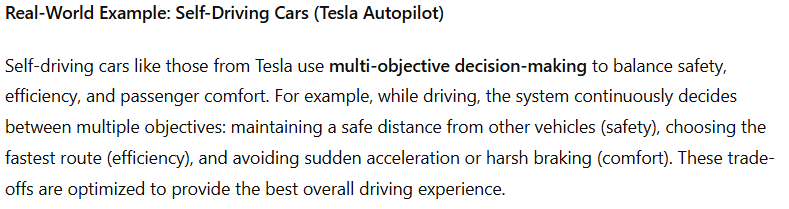 Real-World Example: Self-Driving Cars (Tesla Autopilot)
Self-driving cars like those from Tesla use multi-objective decision-making to balance safety,
efficiency, and passenger comfort. For example, while driving, the system continuously decides
between multiple objectives: maintaining a safe distance from other vehicles (safety), choosing the
fastest route (efficiency), and avoiding sudden acceleration or harsh braking (comfort). These trade-
offs are optimized to provide the best overall driving experience.